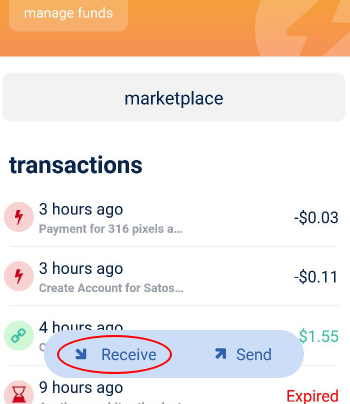 manage funds
marketplace
transactions
3 hours ago
-$0.03
Payment for 316 pixels a...
3 hours ago
-$0.11
Create Account for Satos...
4 hours ago
$1.55
Receive
Send
9 hours ago
Expired